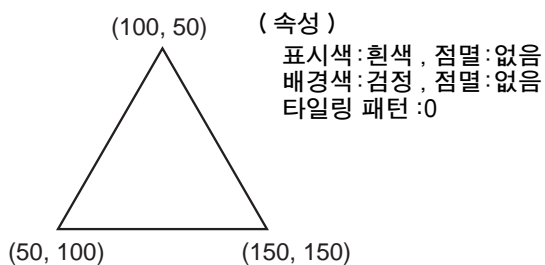 (100, 50)
( 속성 )
표시색 : 흰색 , 점멸 : 없음
배경색 : 검정 , 점멸 : 없음
타일링 패턴 :0
(50, 100)
(150, 150)